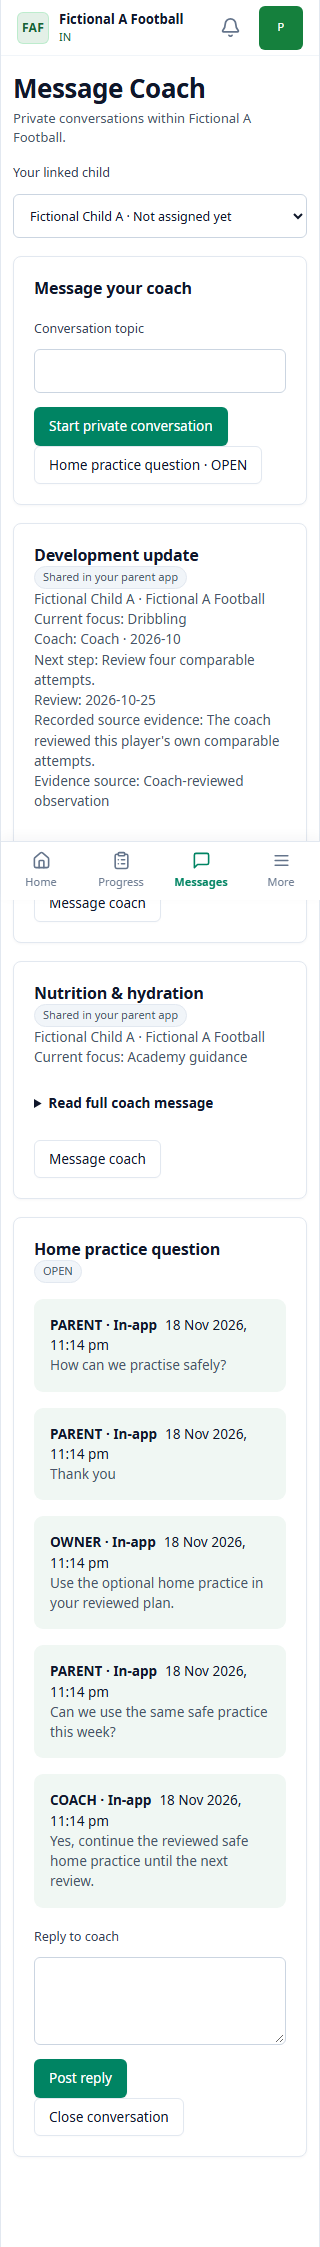 FAF
Fictional A Football
IN
P
Message Coach
Private conversations within Fictional A
Football.
Your linked child
Fictional Child A · Not assigned yet
Message your coach
Conversation topic
Start private conversation
Home practice question · OPEN
Development update
Shared in your parent app
Fictional Child A · Fictional A Football
Current focus: Dribbling
Coach: Coach · 2026-10
Next step: Review four comparable
attempts.
Review: 2026-10-25
Recorded source evidence: The coach
reviewed this player's own comparable
attempts.
Evidence source: Coach-reviewed
observation
Home
Progress
Messages
More
Message coach
Nutrition & hydration
Shared in your parent app
Fictional Child A · Fictional A Football
Current focus: Academy guidance
Read full coach message
Message coach
Home practice question
OPEN
PARENT · In-app 18 Nov 2026,
11:14 pm
How can we practise safely?
PARENT · In-app 18 Nov 2026,
11:14 pm
Thank you
OWNER · In-app 18 Nov 2026,
11:14 pm
Use the optional home practice in
your reviewed plan.
PARENT · In-app 18 Nov 2026,
11:14 pm
Can we use the same safe practice
this week?
COACH · In-app 18 Nov 2026,
11:14 pm
Yes, continue the reviewed safe
home practice until the next
review.
Reply to coach
Post reply
Close conversation